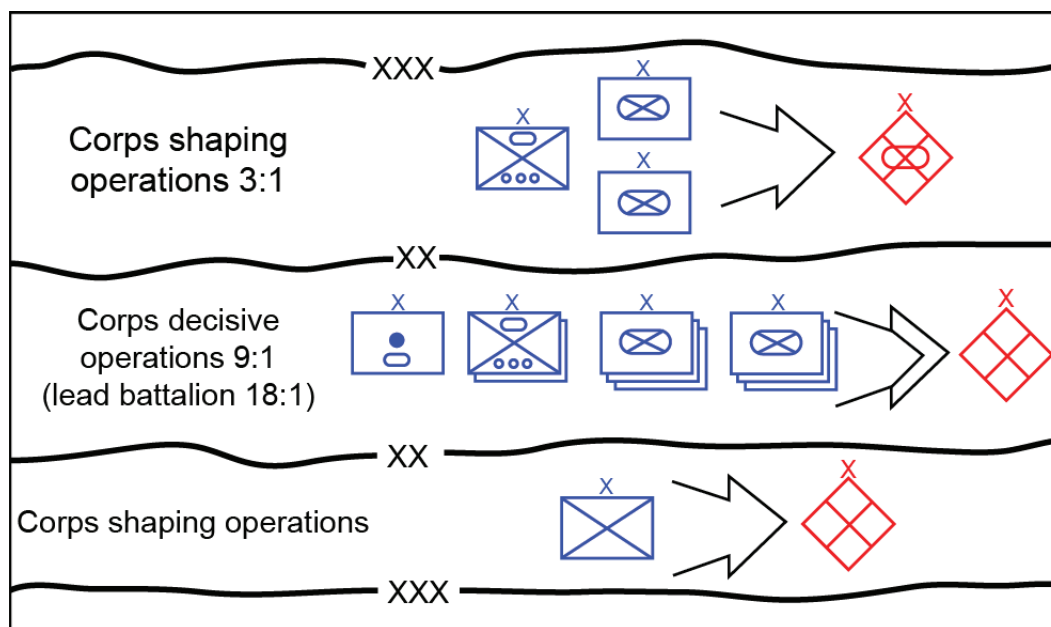 XXX
X
X
X
X
Corps shaping
operations 3:1
XX
X
X
X
X
X
Corps decisive
operations 9:1
(lead battalion 18:1)
XX
X
X
Corps shaping operations
XXX